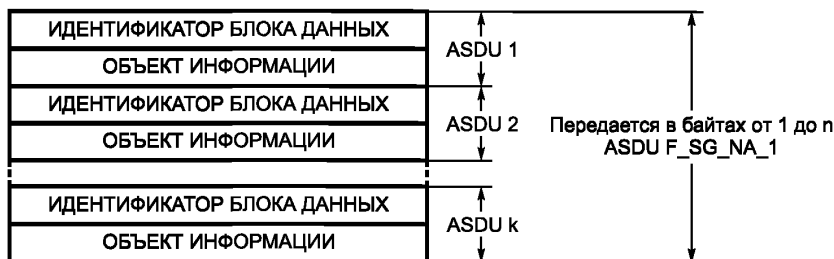 ИДЕНТИФИКАТОР БЛОКА ДАННЫХ
ОБЪЕКТ ИНФОРМАЦИИ
ASDU 1
ИДЕНТИФИКАТОР БЛОКА ДАННЫХ
ОБЪЕКТ ИНФОРМАЦИИ
ASDU 2
ИДЕНТИФИКАТОР БЛОКА ДАННЫХ
ОБЪЕКТ ИНФОРМАЦИИ
ASDU k
Передается в байтах от 1 до n
ASDU F_SG_NA_1